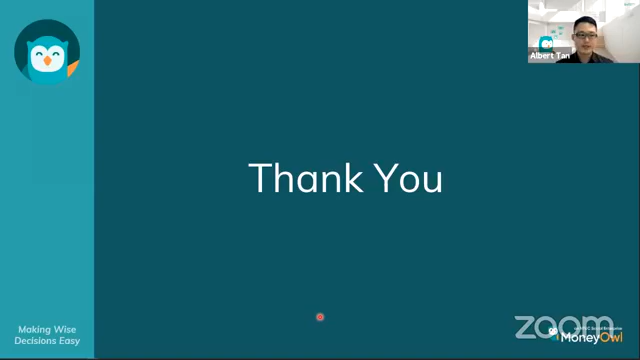 Albert Tan
Thank You
Making Wise
Decisions Easy
zoom
MoneyOwl